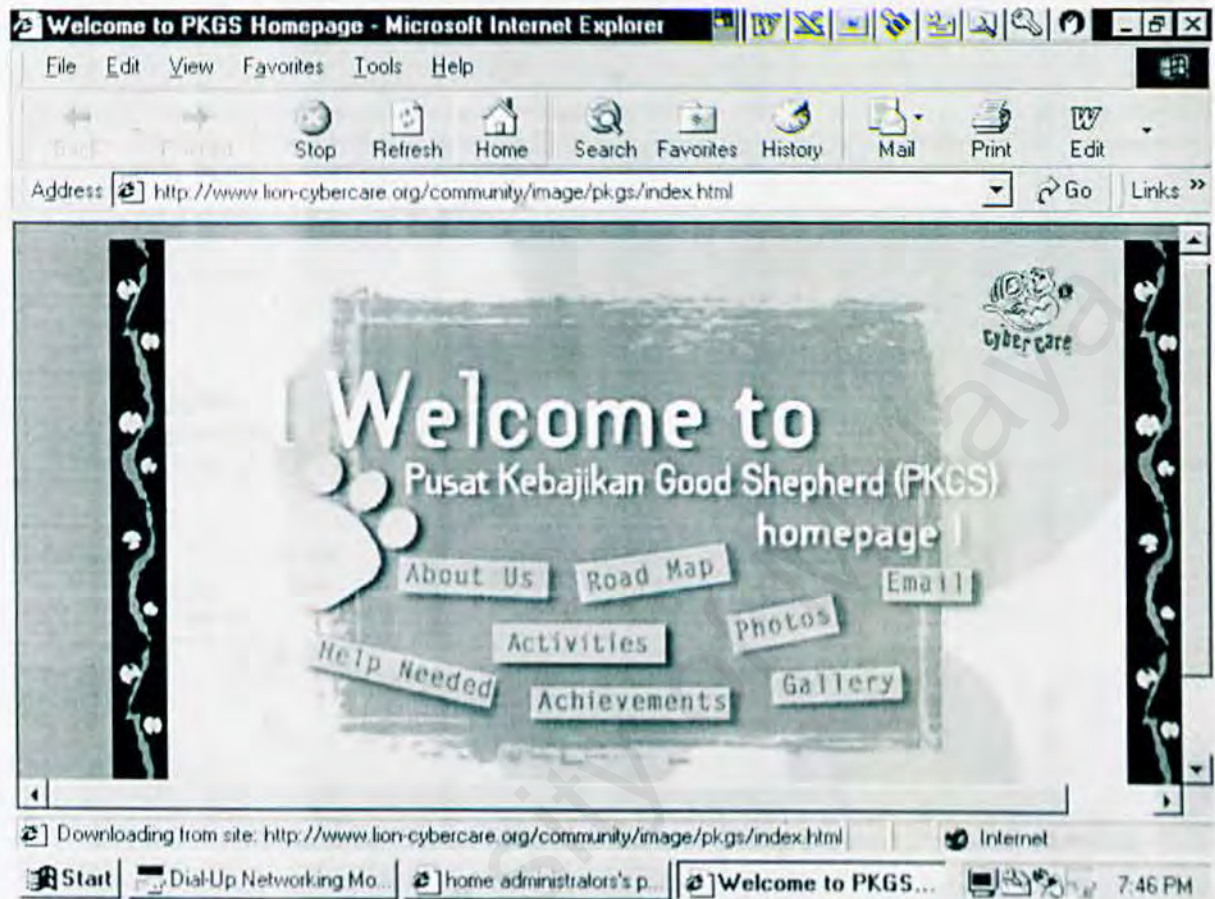 Welcome to PKGS Homepage - Microsoft Internet Explorer
File Edit View Favorites Tools Help
Back Forward Stop Refresh Home Search Favorites History Mail Print Edit
Address http://www.lion-cybercare.org/community/image/pkgs/index.html Go Links »
cyber care
Welcome to
Pusat Kebajikan Good Shepherd (PKGS)
homepage !
About Us Road Map Email
Activities Photos
Help Needed Achievements Gallery
Downloading from site: http://www.lion-cybercare.org/community/image/pkgs/index.html Internet
Start Dial-Up Networking Mo... home administrators's p... Welcome to PKGS... 7:46 PM